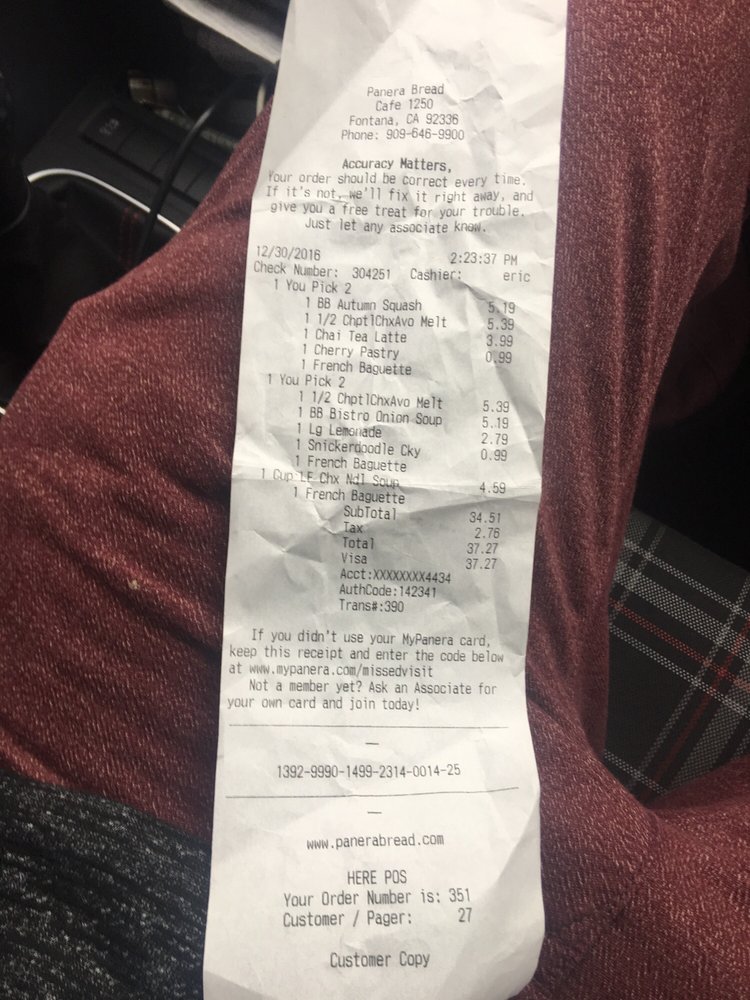 Panera Bread
Cafe 1250
Fontana, CA 92336
Phone: 909-646-9900
Accuracy Matters,
Your order should be correct every time.
If it's not, we'll fix it right away, and
give you a free treat for your trouble.
Just let any associate know.
12/30/2016 2:23:37 PM
Check Number: 304251 Cashier: eric
1 You Pick 2
1 BB Autumn Squash 5.19
1 1/2 ChptlChxAvo Melt 5.39
1 Chai Tea Latte 3.99
1 Cherry Pastry 0.99
1 French Baguette
1 You Pick 2
1 1/2 ChptlChxAvo Melt 5.39
1 BB Bistro Onion Soup 5.19
1 Lg Lemonade 2.79
1 Snickerdoodle Cky 0.99
1 French Baguette
1 Cup LF Chx Ndl Soup 4.59
1 French Baguette
SubTotal 34.51
Tax 2.76
Total 37.27
Visa 37.27
Acct:XXXXXXXX4434
AuthCode:142341
Trans#:390
If you didn't use your MyPanera card,
keep this receipt and enter the code below
at www.mypanera.com/missedvisit
Not a member yet? Ask an Associate for
your own card and join today!
1392-9990-1499-2314-0014-25
www.panerabread.com
HERE POS
Your Order Number is: 351
Customer / Pager: 27
Customer Copy